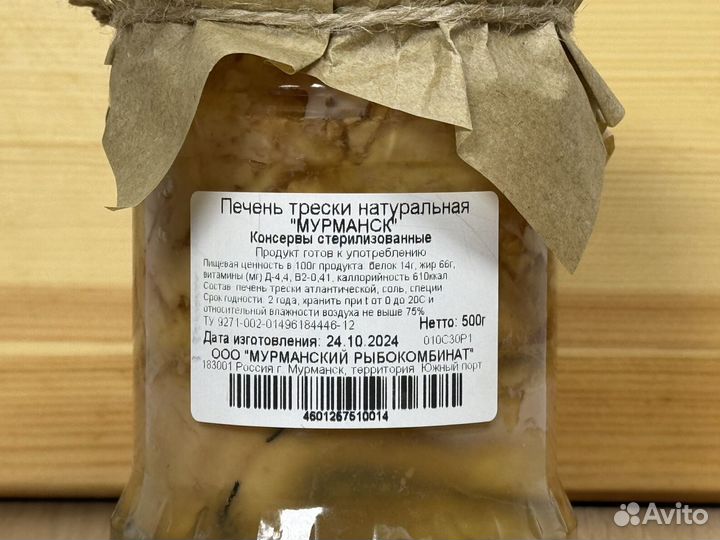 Печень трески натуральная
"МУРМАНСК"
Консервы стерилизованные
Продукт готов к употреблению
Пищевая ценность в 100г продукта: белок 14г, жир 66г,
витамины (мг) Д-4,4, В2-0,41, каллорийность 610ккал
Состав: печень трески атлантической, соль, специи
Срок годности: 2 года, хранить при t от 0 до 20С и
относительной влажности воздуха не выше 75%
ТУ 9271-002-01496184446-12
Нетто: 500г
Дата изготовления: 24.10.2024
010С30Р1
ООО "МУРМАНСКИЙ РЫБОКОМБИНАТ"
183001 Россия г. Мурманск, территория Южный порт
4601267510014
Avito